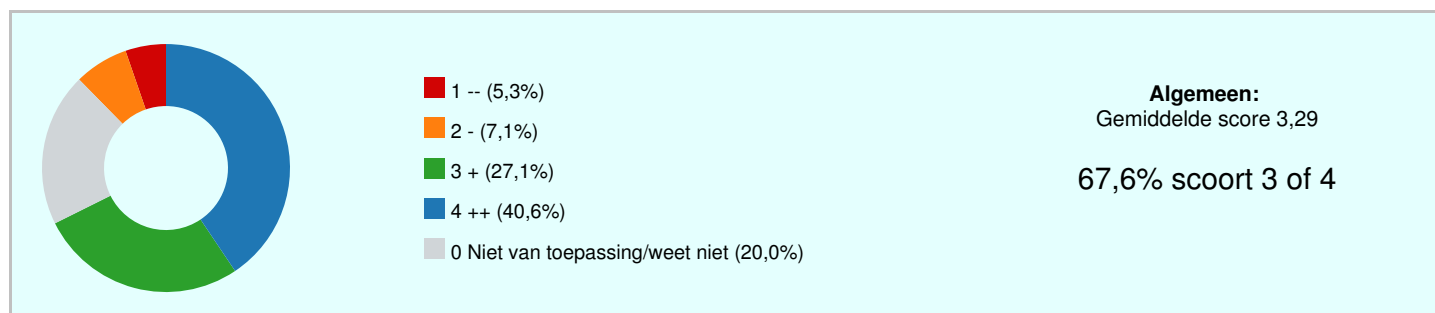 1 -- (5,3%)
2 - (7,1%)
3 + (27,1%)
4 ++ (40,6%)
0 Niet van toepassing/weet niet (20,0%)
Algemeen:
Gemiddelde score 3,29
67,6% scoort 3 of 4